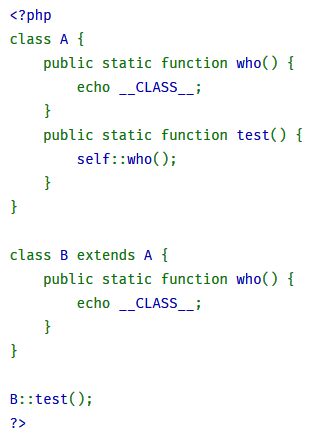 <?php
class A {
    public static function who() {
        echo __CLASS__;
    }
    public static function test() {
        self::who();
    }
}

class B extends A {
    public static function who() {
        echo __CLASS__;
    }
}

B::test();
?>